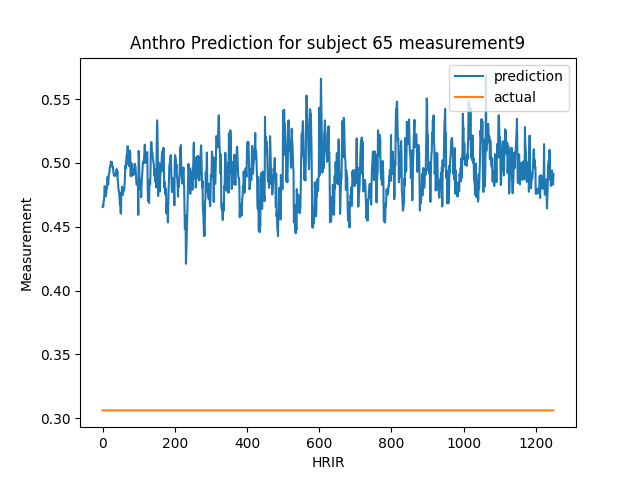 Anthro Prediction for subject 65 measurement9
prediction
actual
Measurement
0.55
0.50
0.45
0.40
0.35
0.30
0
200
400
600
800
1000
1200
HRIR